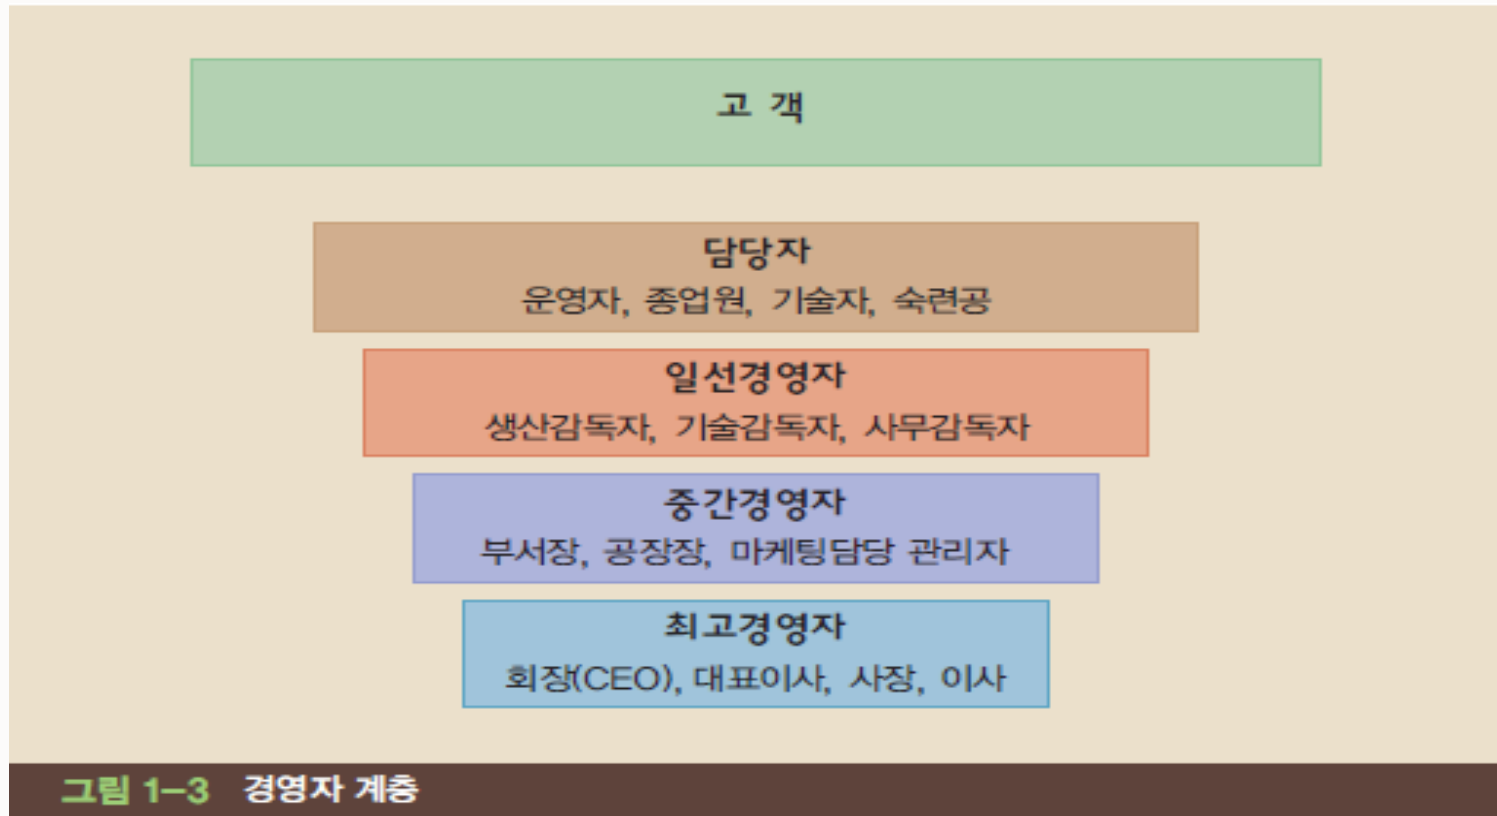 고 객
담당자
운영자, 종업원, 기술자, 숙련공
일선경영자
생산감독자, 기술감독자, 사무감독자
중간경영자
부서장, 공장장, 마케팅담당 관리자
최고경영자
회장(CEO), 대표이사, 사장, 이사
그림 1-3 경영자 계층